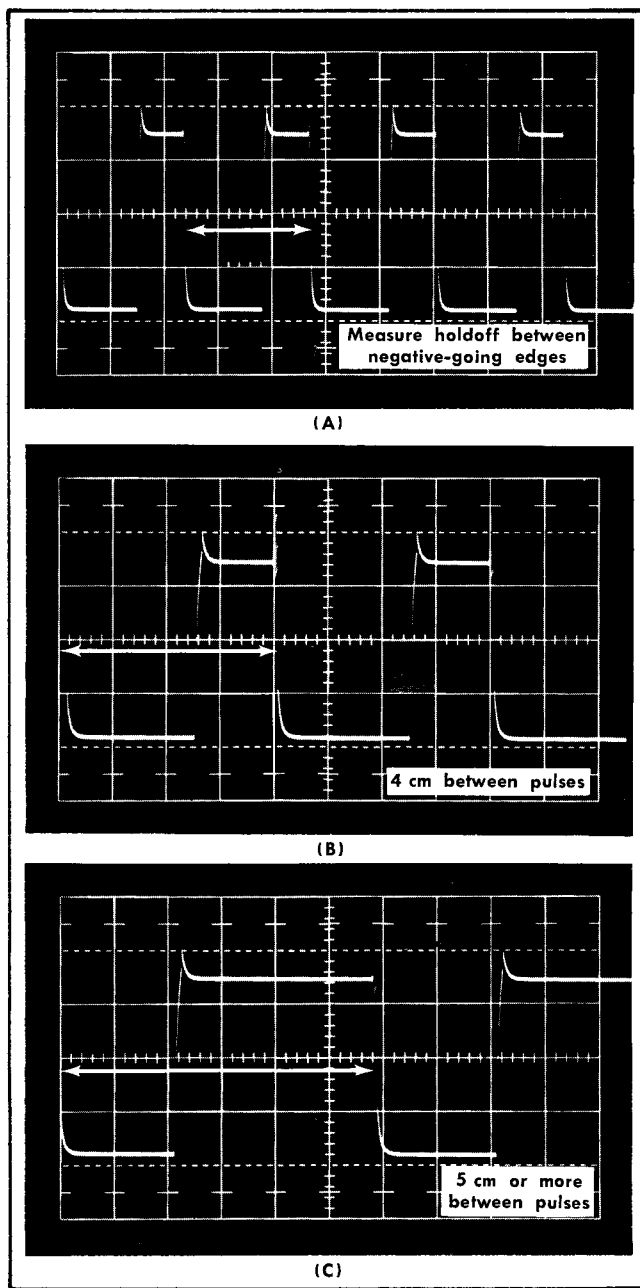 Measure holdoff between
negative-going edges
(A)
4 cm between pulses
(B)
5 cm or more
between pulses
(C)